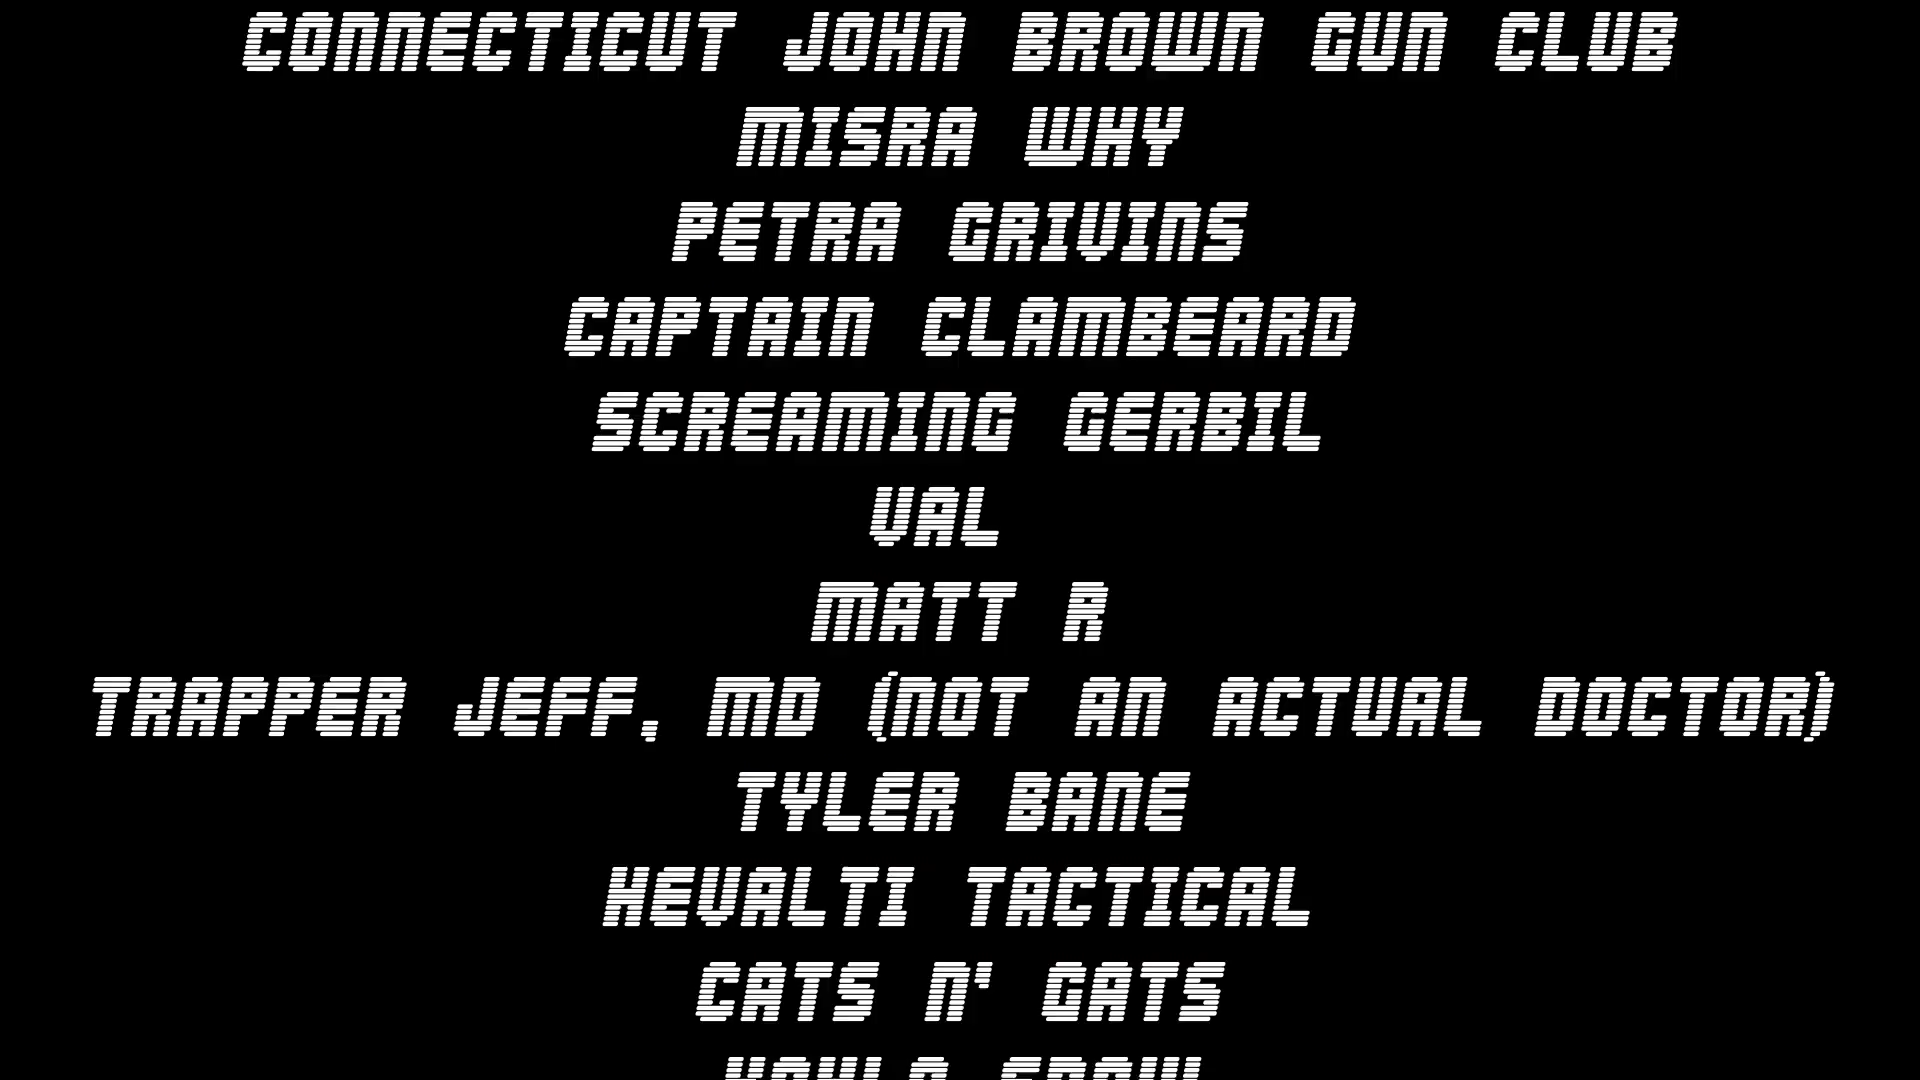 CONNECTICUT JOHN BROWN GUN CLUB
MISRA WHY
PETRA GRIVINS
CAPTAIN CLAMBEARD
SCREAMING GERBIL
VAL
MATT R
TRAPPER JEFF, MD (NOT AN ACTUAL DOCTOR)
TYLER BANE
HEVALTI TACTICAL
CATS N' GATS